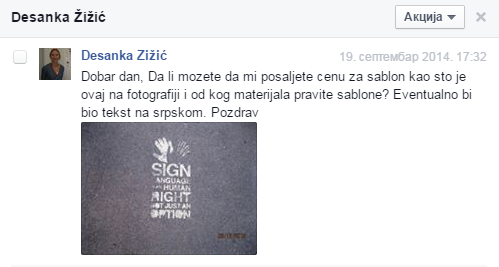 Desanka Žižić
Акција
Desanka Zižić
19. септембар 2014. 17:32
Dobar dan, Da li mozete da mi posaljete cenu za sablon kao sto je
ovaj na fotografiji i od kog materijala pravite sablone? Eventualno bi
bio tekst na srpskom. Pozdrav
SIGN
LANGUAGE
HUMAN
RIGHT
NOT JUST AN
OPTION